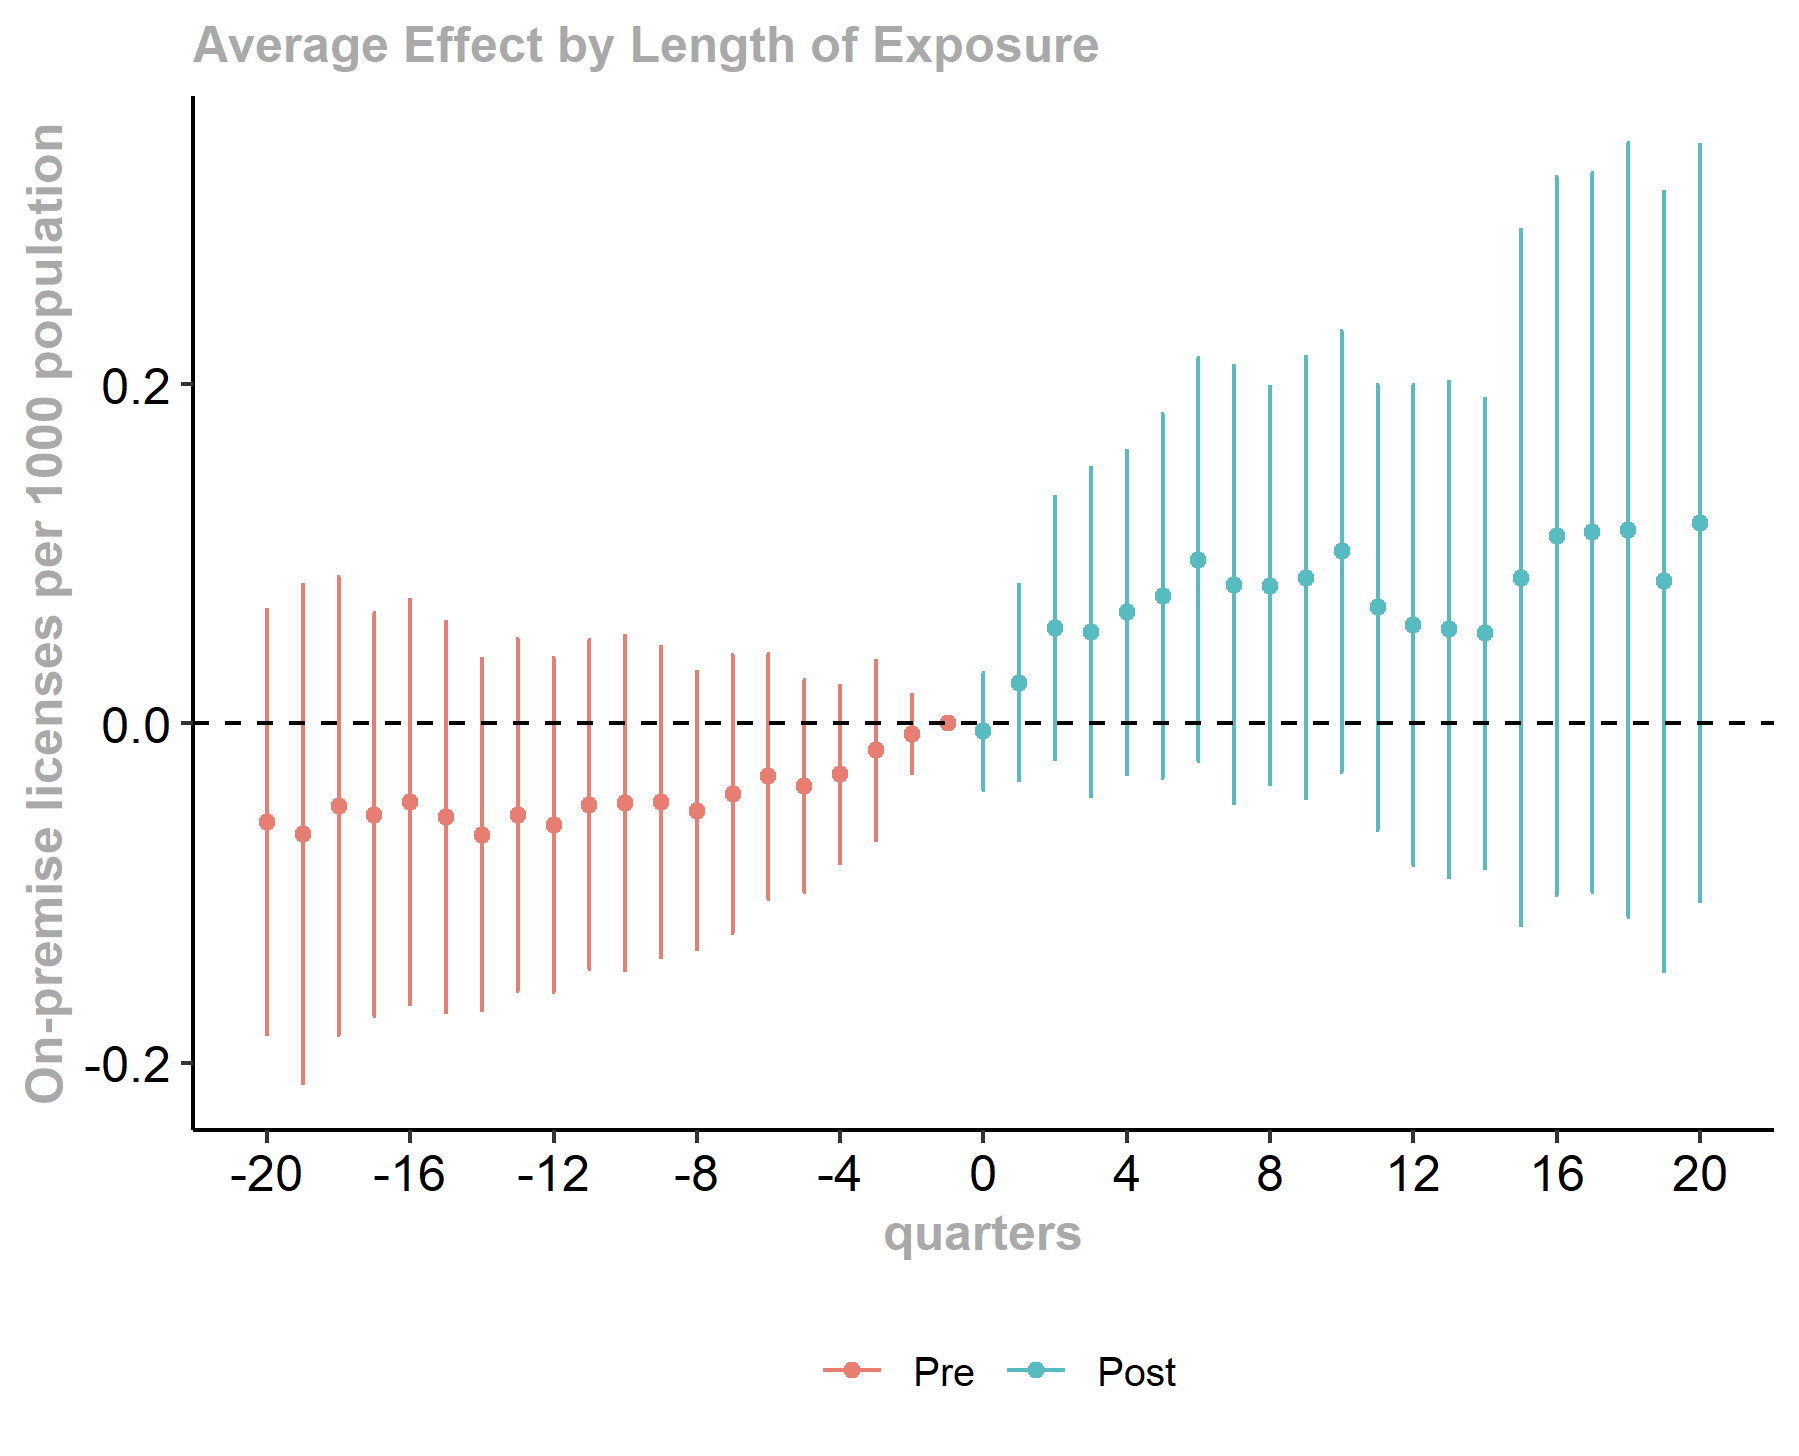 Average Effect by Length of Exposure
On-premise licenses per 1000 population
0.2
0.0
-0.2
-20 -16 -12 -8 -4 0 4 8 12 16 20
quarters
Pre Post